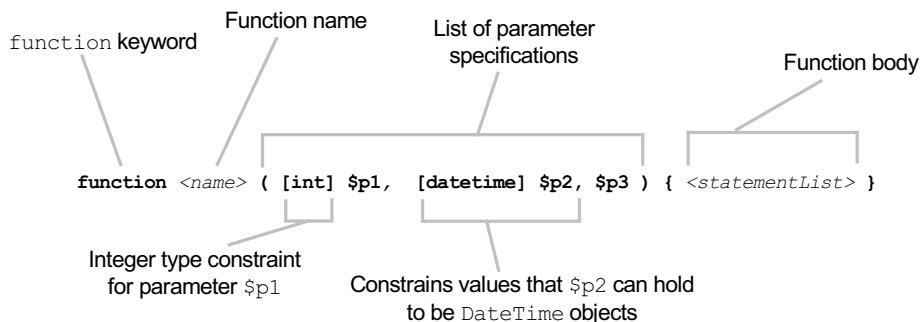 Function name
function keyword
List of parameter
specifications
Function body
function <name> ( [int] $p1, [datetime] $p2, $p3 ) { <statementList> }
Integer type constraint
for parameter $p1
Constrains values that $p2 can hold
to be DateTime objects